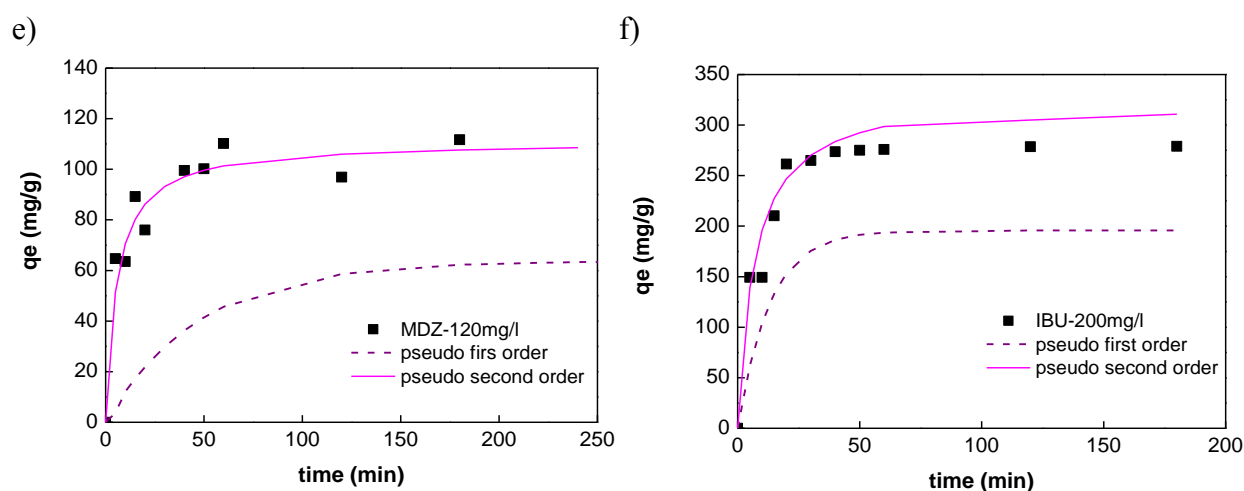 e)
140
120
100
80
60
40
20
0
qe (mg/g)
MDZ-120mg/l
pseudo firs order
pseudo second order
0 50 100 150 200 250
time (min)
f)
350
300
250
200
150
100
50
0
qe (mg/g)
IBU-200mg/l
pseudo first order
pseudo second order
0 50 100 150 200
time (min)